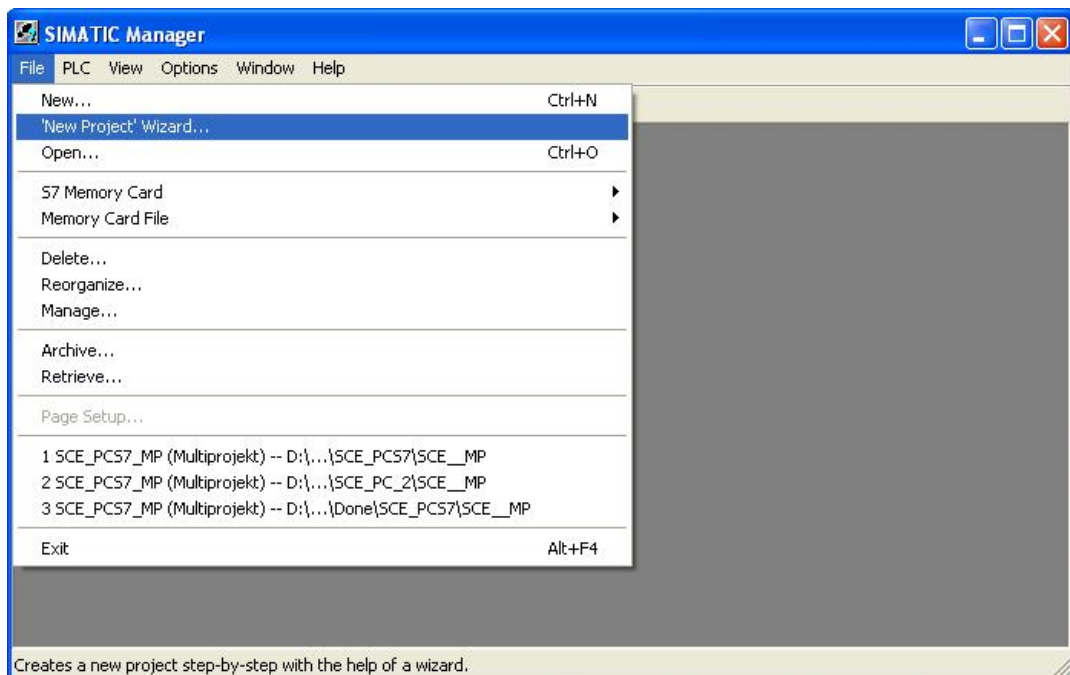 SIMATIC Manager
File PLC View Options Window Help
New... Ctrl+N
'New Project' Wizard...
Open... Ctrl+O
S7 Memory Card
Memory Card File
Delete...
Reorganize...
Manage...
Archive...
Retrieve...
Page Setup...
1 SCE_PCS7_MP (Multiprojekt) -- D:\...\SCE_PCS7\SCE__MP
2 SCE_PCS7_MP (Multiprojekt) -- D:\...\SCE_PC_2\SCE__MP
3 SCE_PCS7_MP (Multiprojekt) -- D:\...\Done\SCE_PCS7\SCE__MP
Exit Alt+F4
Creates a new project step-by-step with the help of a wizard.